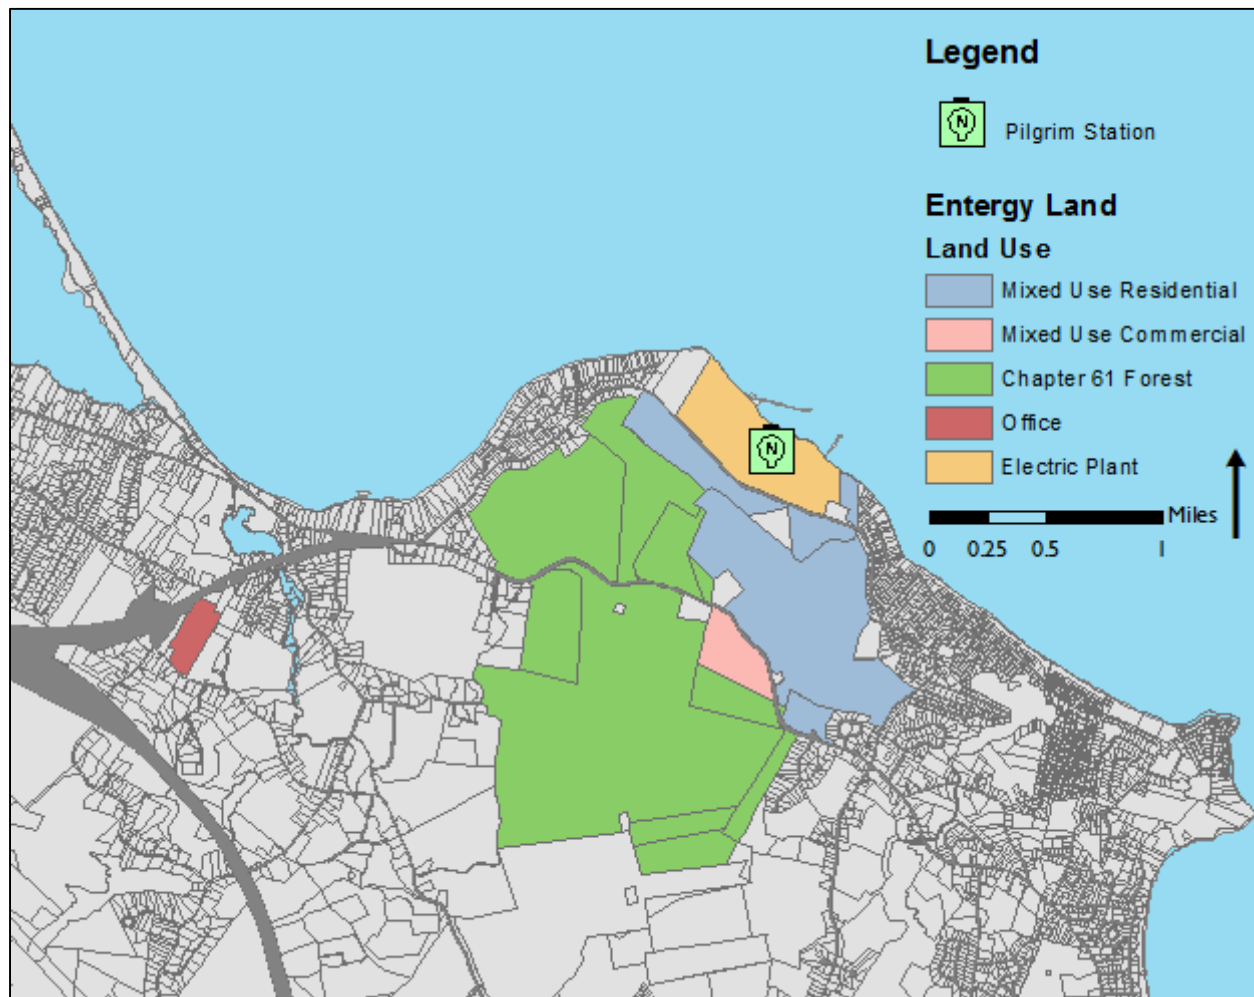 Legend
N
Pilgrim Station
Entergy Land
Land Use
Mixed Use Residential
Mixed Use Commercial
Chapter 61 Forest
Office
Electric Plant
Miles
0 0.25 0.5 1
N